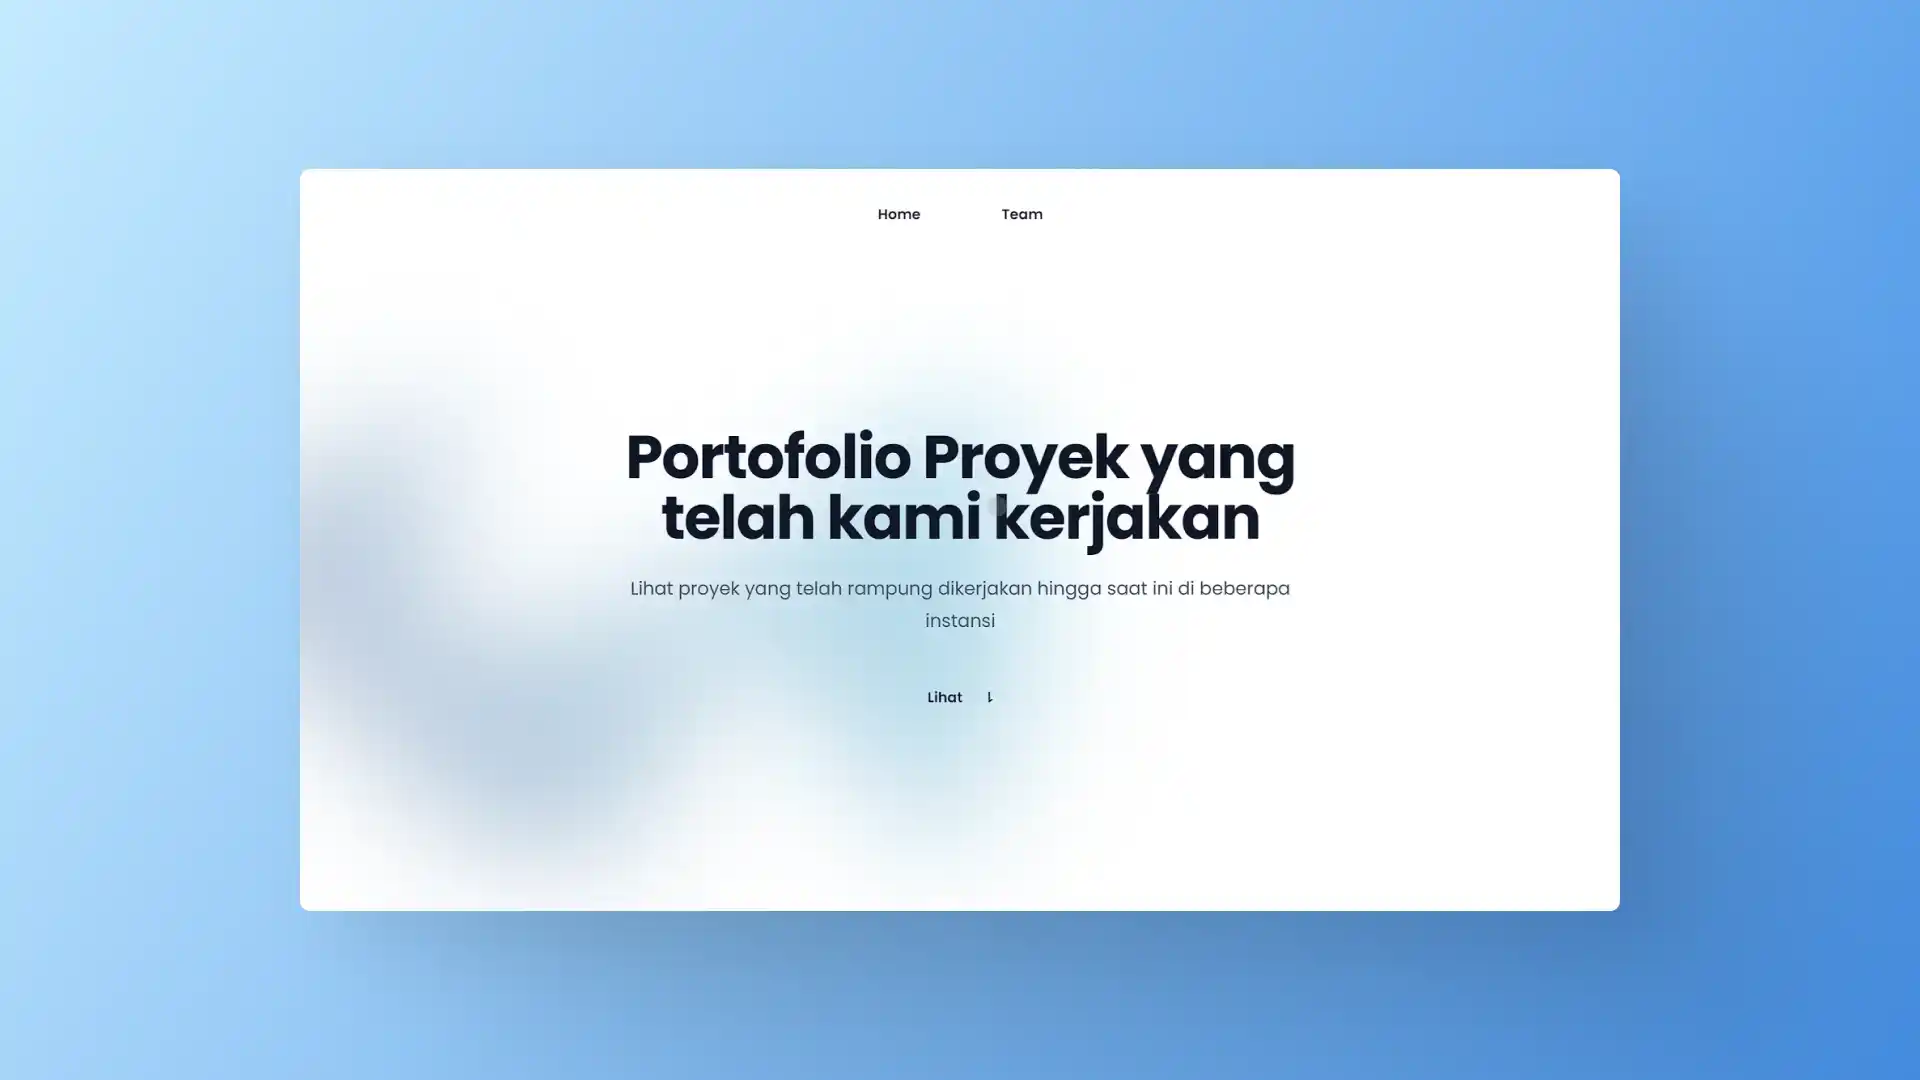 Home Team
Portofolio Proyek yang
telah kami kerjakan
Lihat proyek yang telah rampung dikerjakan hingga saat ini di beberapa
instansi
Lihat